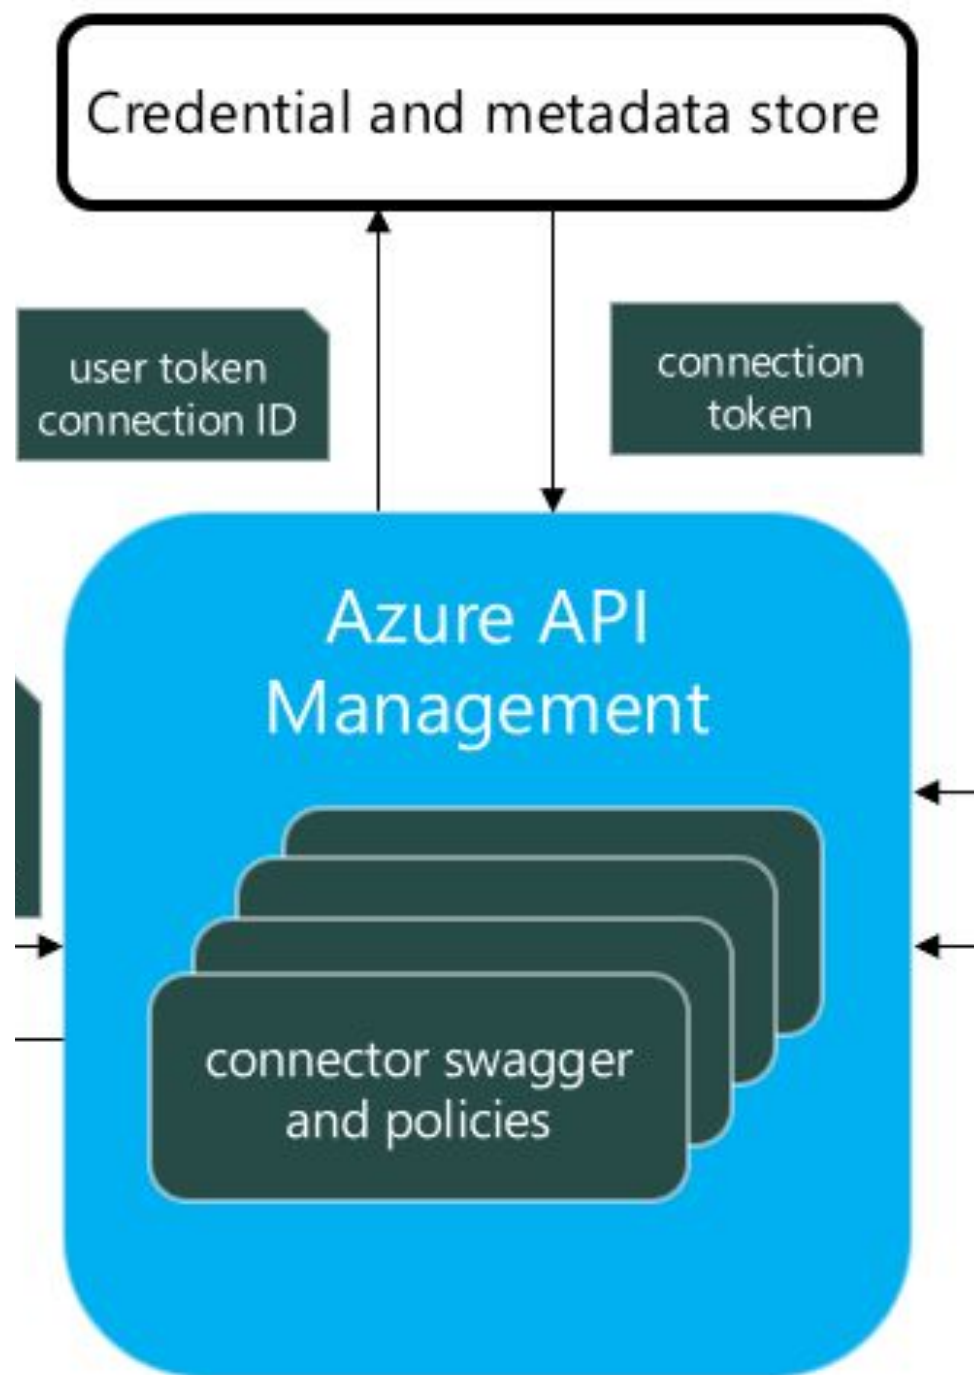 Credential and metadata store
user token
connection ID
connection
token
Azure API
Management
connector swagger
and policies